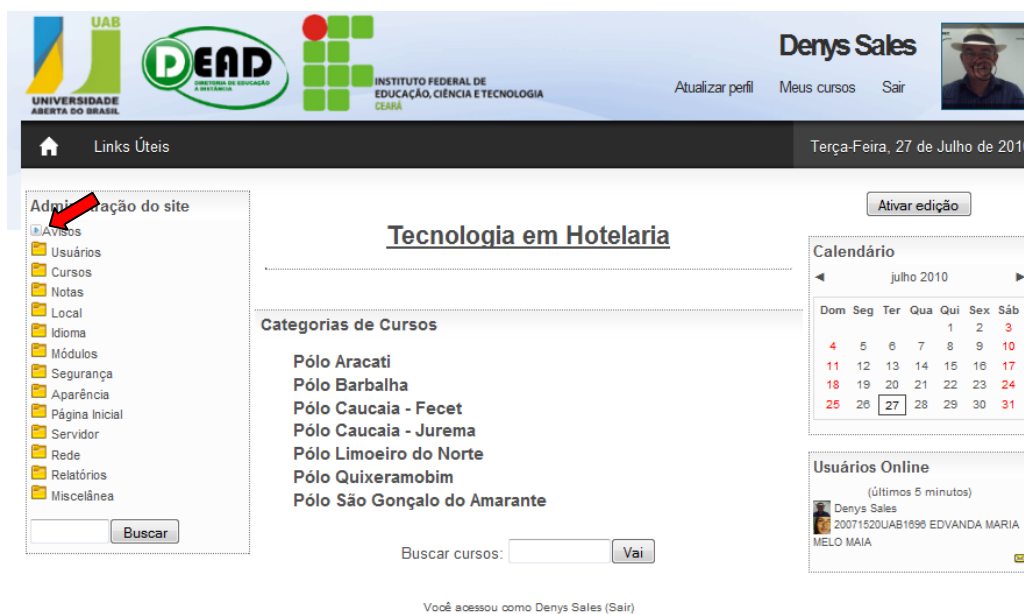 UAB
UNIVERSIDADE
ABERTA DO BRASIL
DEAD
DIRETORIA DE EDUCAÇÃO
A DISTÂNCIA
INSTITUTO FEDERAL DE
EDUCAÇÃO, CIÊNCIA E TECNOLOGIA
CEARÁ
Denys Sales
Atualizar perfil Meus cursos Sair
Links Úteis
Terça-Feira, 27 de Julho de 2010
Administração do site
Avisos
Usuários
Cursos
Notas
Local
Idioma
Módulos
Segurança
Aparência
Página Inicial
Servidor
Rede
Relatórios
Miscelânea
Buscar
Tecnologia em Hotelaria
Categorias de Cursos
Pólo Aracati
Pólo Barbalha
Pólo Caucaia - Fecet
Pólo Caucaia - Jurema
Pólo Limoeiro do Norte
Pólo Quixeramobim
Pólo São Gonçalo do Amarante
Buscar cursos: Vai
Ativar edição
Calendário
◄ julho 2010 ►
Dom Seg Ter Qua Qui Sex Sáb
1 2 3
4 5 6 7 8 9 10
11 12 13 14 15 16 17
18 19 20 21 22 23 24
25 26 27 28 29 30 31
Usuários Online
(últimos 5 minutos)
Denys Sales
20071520UAB1696 EDVANDA MARIA
MELO MAIA
Você acessou como Denys Sales (Sair)